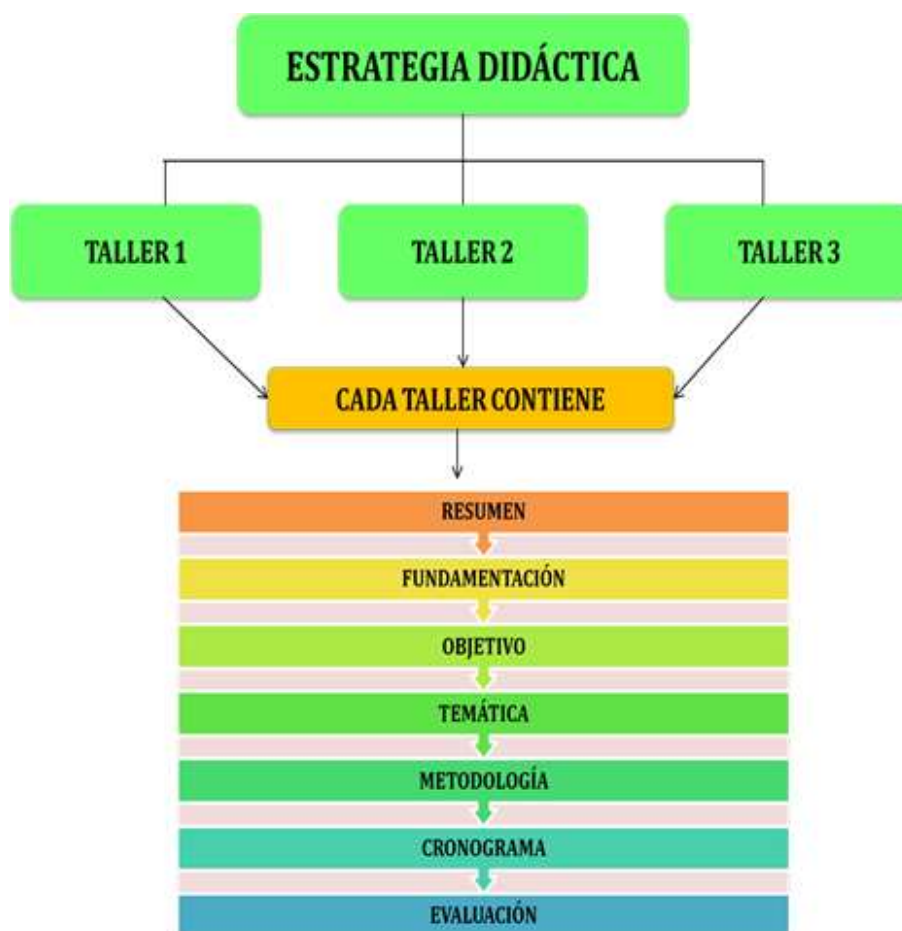 ESTRATEGIA DIDÁCTICA
TALLER 1
TALLER 2
TALLER 3
CADA TALLER CONTIENE
RESUMEN
FUNDAMENTACIÓN
OBJETIVO
TEMÁTICA
METODOLOGÍA
CRONOGRAMA
EVALUACIÓN